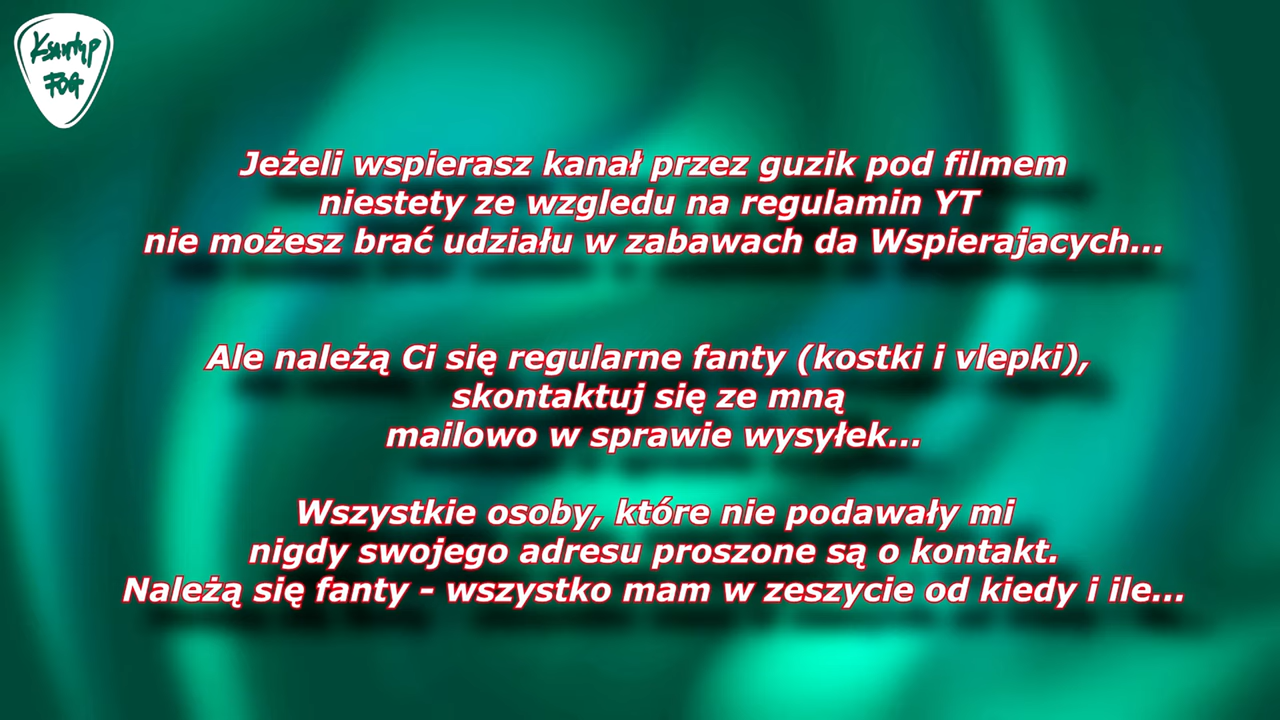 Ksantyp
FOG
Jeżeli wspierasz kanał przez guzik pod filmem
niestety ze wzgledu na regulamin YT
nie możesz brać udziału w zabawach da Wspierajacych...
Ale należą Ci się regularne fanty (kostki i vlepki),
skontaktuj się ze mną
mailowo w sprawie wysyłek...
Wszystkie osoby, które nie podawały mi
nigdy swojego adresu proszone są o kontakt.
Należą się fanty - wszystko mam w zeszycie od kiedy i ile...